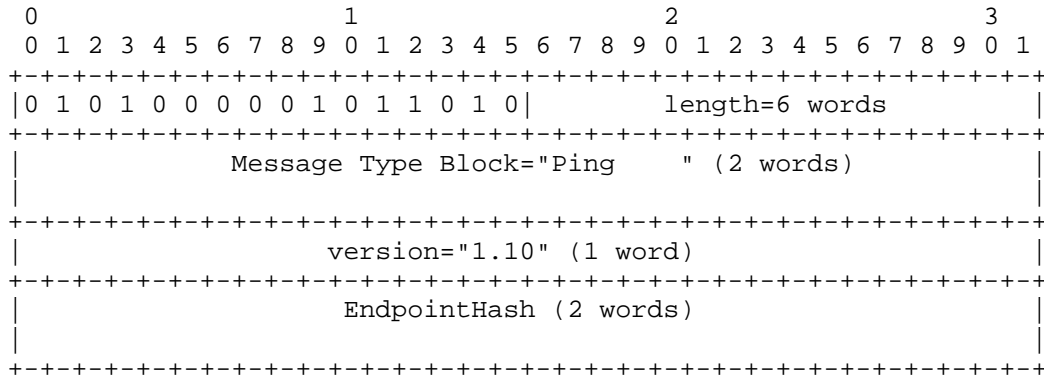 0                   1                   2                   3
 0 1 2 3 4 5 6 7 8 9 0 1 2 3 4 5 6 7 8 9 0 1 2 3 4 5 6 7 8 9 0 1
+-+-+-+-+-+-+-+-+-+-+-+-+-+-+-+-+-+-+-+-+-+-+-+-+-+-+-+-+-+-+-+-+
|0 1 0 1 0 0 0 0 0 1 0 1 1 0 1 0|        length=6 words         |
+-+-+-+-+-+-+-+-+-+-+-+-+-+-+-+-+-+-+-+-+-+-+-+-+-+-+-+-+-+-+-+-+
|             Message Type Block="Ping    " (2 words)           |
|                                                               |
+-+-+-+-+-+-+-+-+-+-+-+-+-+-+-+-+-+-+-+-+-+-+-+-+-+-+-+-+-+-+-+-+
|                   version="1.10" (1 word)                     |
+-+-+-+-+-+-+-+-+-+-+-+-+-+-+-+-+-+-+-+-+-+-+-+-+-+-+-+-+-+-+-+-+
|                    EndpointHash (2 words)                     |
|                                                               |
+-+-+-+-+-+-+-+-+-+-+-+-+-+-+-+-+-+-+-+-+-+-+-+-+-+-+-+-+-+-+-+-+